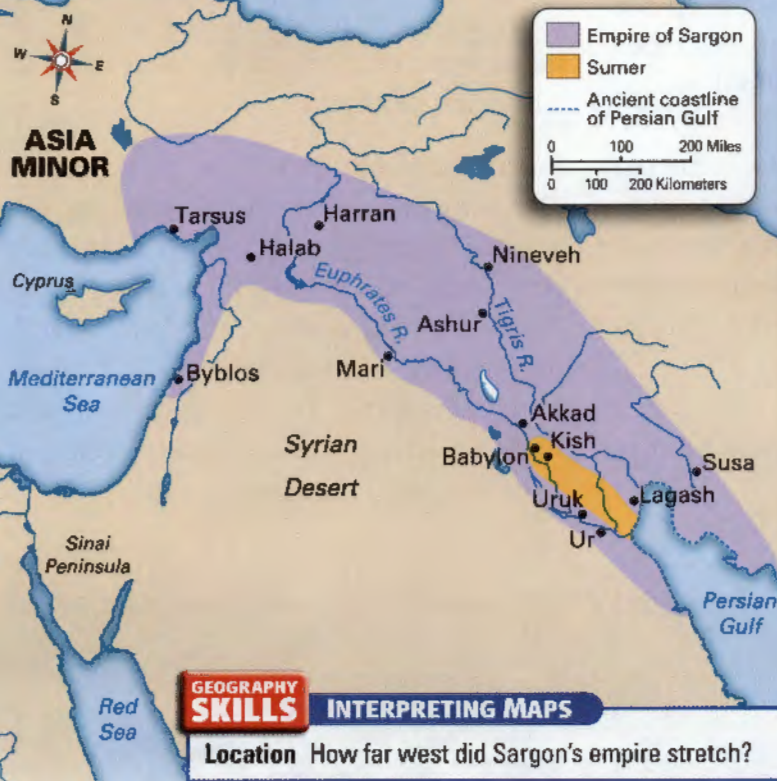 N
W E
S
Empire of Sargon
Sumer
Ancient coastline
of Persian Gulf
0 100 200 Miles
0 100 200 Kilometers
ASIA
MINOR
Tarsus
Harran
Halab
Nineveh
Cyprus
Euphrates R.
Ashur
Tigris R.
Mari
Mediterranean
Sea
Byblos
Akkad
Kish
Babylon
Syrian
Desert
Susa
Uruk
Lagash
Ur
Sinai
Peninsula
Persian
Gulf
Red
Sea
GEOGRAPHY
SKILLS
INTERPRETING MAPS
Location How far west did Sargon's empire stretch?